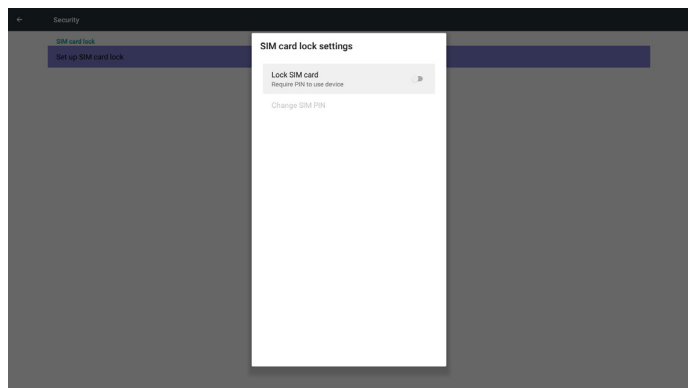 Security
SIM card lock
Set up SIM card lock
SIM card lock settings
Lock SIM card
Require PIN to use device
Change SIM PIN